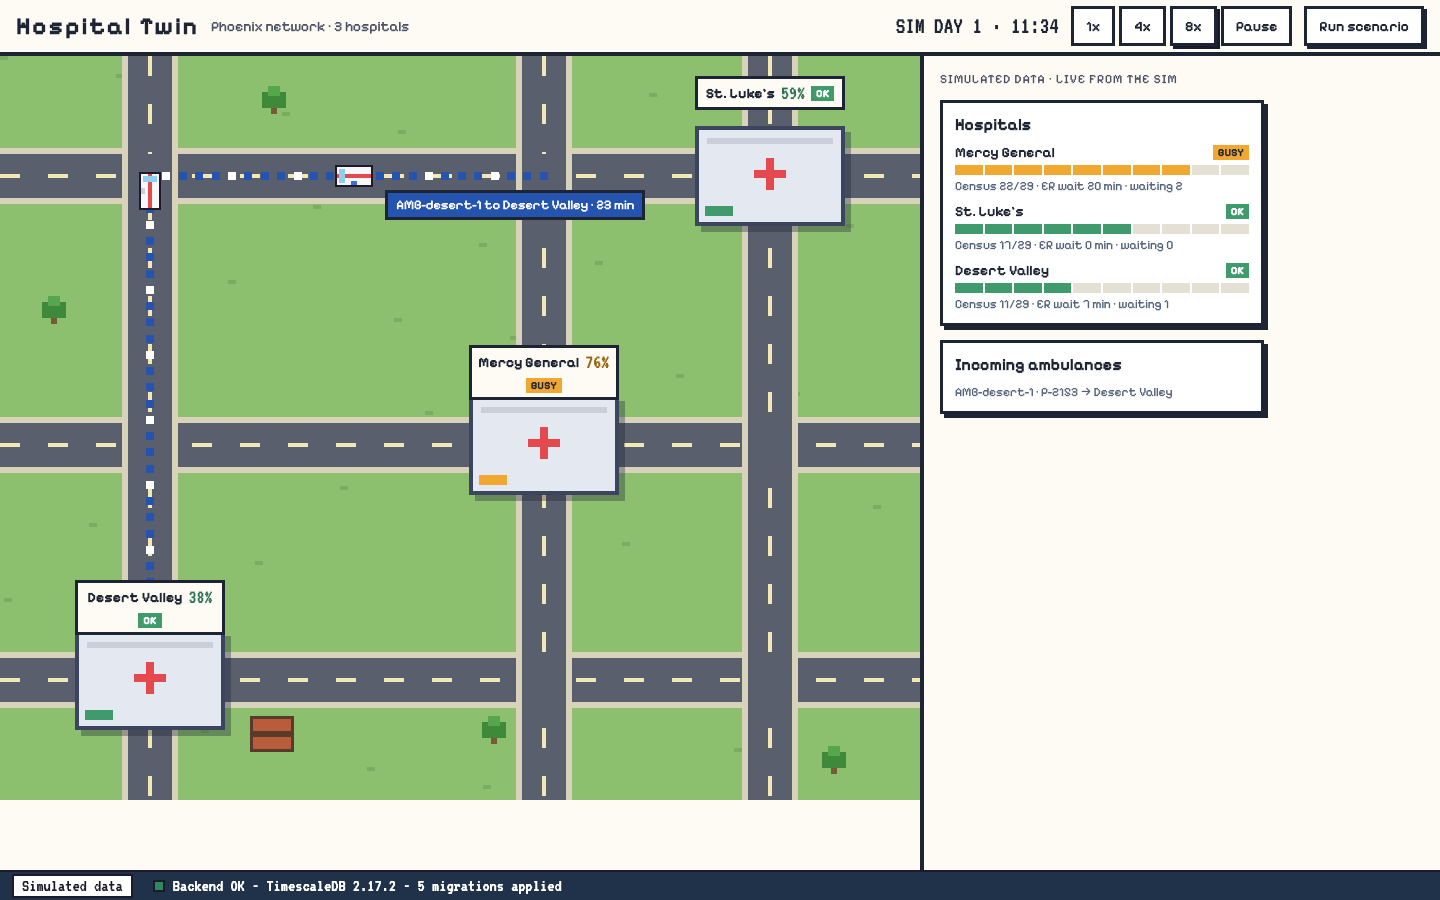 Hospital Twin
Phoenix network · 3 hospitals
SIM DAY 1 · 11:34
1x
4x
8x
Pause
Run scenario
St. Luke's 59% OK
AMB-desert-1 to Desert Valley · 23 min
Mercy General 76%
BUSY
Desert Valley 38%
OK
SIMULATED DATA · LIVE FROM THE SIM
Hospitals
Mercy General BUSY
Census 22/29 · ER wait 20 min · waiting 2
St. Luke's OK
Census 17/29 · ER wait 0 min · waiting 0
Desert Valley OK
Census 11/29 · ER wait 7 min · waiting 1
Incoming ambulances
AMB-desert-1 · P-2153 → Desert Valley
Simulated data
Backend OK - TimescaleDB 2.17.2 - 5 migrations applied